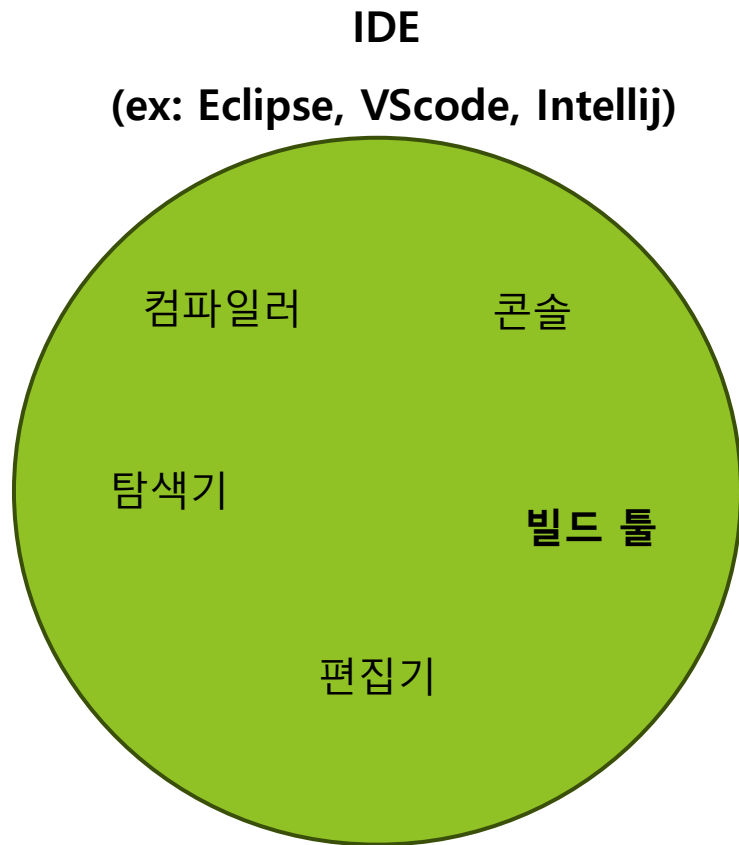 IDE
(ex: Eclipse, VScode, Intellij)
컴파일러
콘솔
탐색기
빌드 툴
편집기